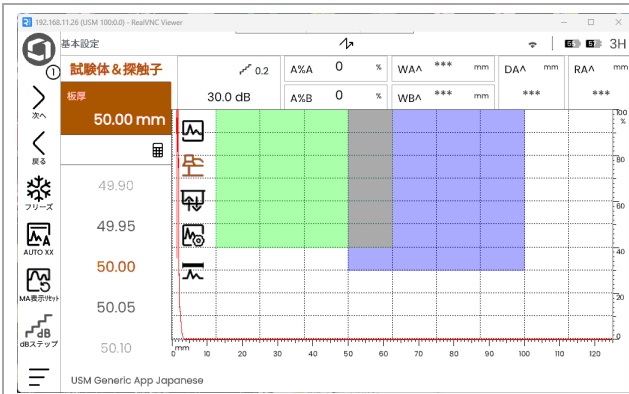 192.168.11.26 (USM 100:0.0) - RealVNC Viewer
基本設定
3H
1
試験体&探触子
0.2
30.0 dB
A%A 0 %
A%B 0 %
WA^ *** mm
WB^ *** mm
DA^ mm
***
RA^ mm
***
板厚
50.00 mm
次へ
戻る
フリーズ
AUTO XX
MA表示リセット
dBステップ
49.90
49.95
50.00
50.05
50.10
100
%
80
60
40
20
0
0 mm 10 20 30 40 50 60 70 80 90 100 110 120
USM Generic App Japanese